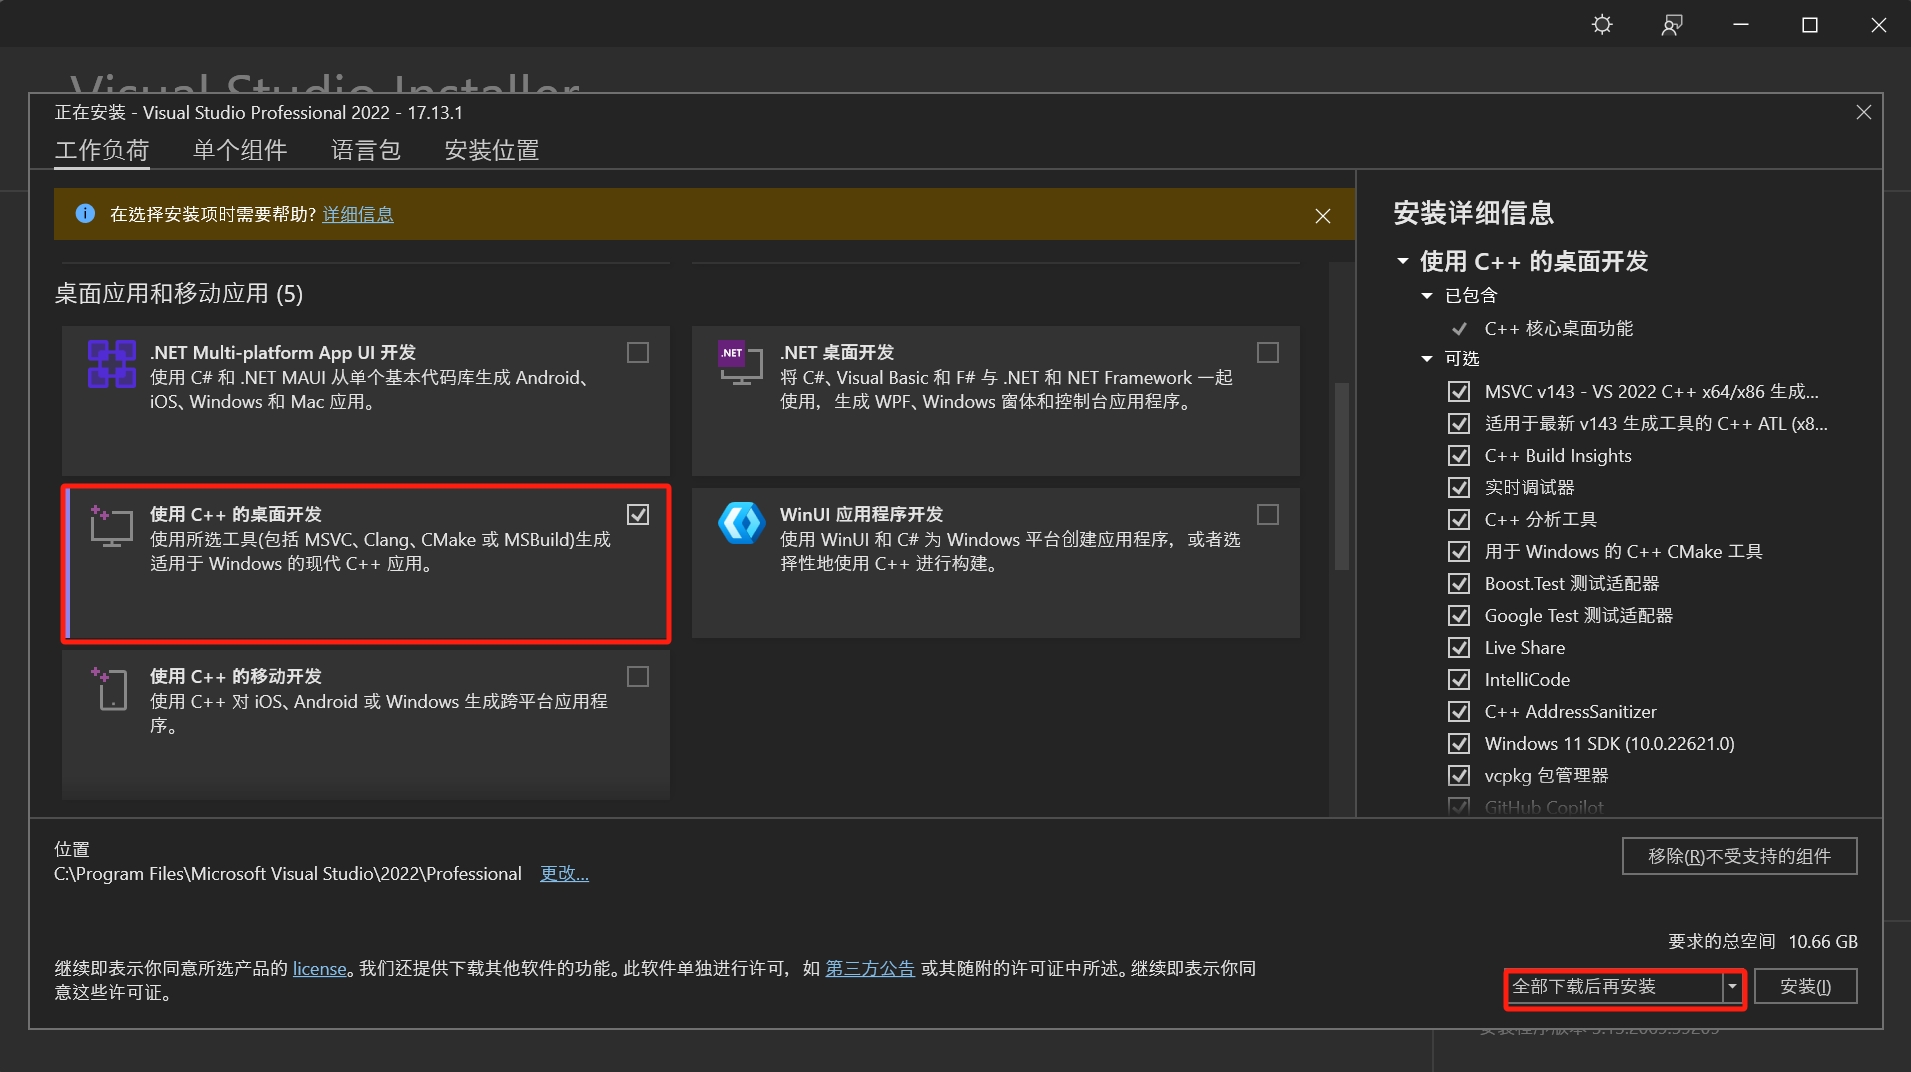 Visual Studio Installer
正在安装 - Visual Studio Professional 2022 - 17.13.1
工作负荷 单个组件 语言包 安装位置
在选择安装项时需要帮助? 详细信息
桌面应用和移动应用 (5)
.NET Multi-platform App UI 开发
使用 C# 和 .NET MAUI 从单个基本代码库生成 Android、
iOS、Windows 和 Mac 应用。
.NET
.NET 桌面开发
将 C#、Visual Basic 和 F# 与 .NET 和 NET Framework 一起
使用，生成 WPF、Windows 窗体和控制台应用程序。
使用 C++ 的桌面开发
使用所选工具(包括 MSVC、Clang、CMake 或 MSBuild)生成
适用于 Windows 的现代 C++ 应用。
WinUI 应用程序开发
使用 WinUI 和 C# 为 Windows 平台创建应用程序，或者选
择性地使用 C++ 进行构建。
使用 C++ 的移动开发
使用 C++ 对 iOS、Android 或 Windows 生成跨平台应用程
序。
安装详细信息
使用 C++ 的桌面开发
已包含
C++ 核心桌面功能
可选
MSVC v143 - VS 2022 C++ x64/x86 生成...
适用于最新 v143 生成工具的 C++ ATL (x8...
C++ Build Insights
实时调试器
C++ 分析工具
用于 Windows 的 C++ CMake 工具
Boost.Test 测试适配器
Google Test 测试适配器
Live Share
IntelliCode
C++ AddressSanitizer
Windows 11 SDK (10.0.22621.0)
vcpkg 包管理器
GitHub Copilot
位置
C:\Program Files\Microsoft Visual Studio\2022\Professional 更改...
移除(R)不受支持的组件
要求的总空间 10.66 GB
继续即表示你同意所选产品的 license。我们还提供下载其他软件的功能。此软件单独进行许可，如 第三方公告 或其随附的许可证中所述。继续即表示你同
意这些许可证。
全部下载后再安装 安装(I)